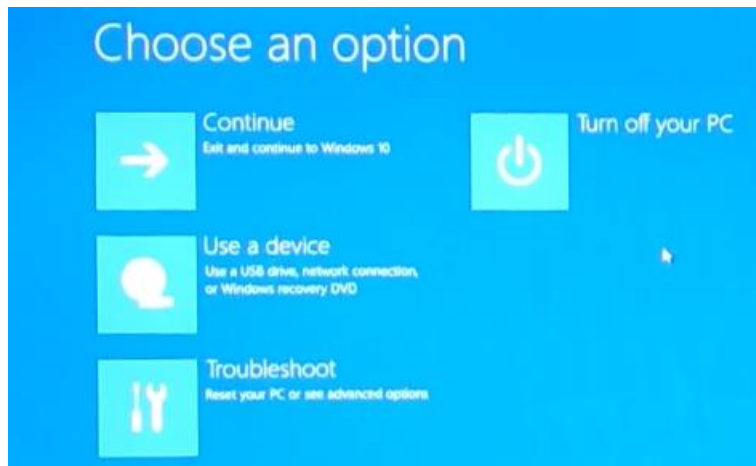 Choose an option
Continue
Exit and continue to Windows 10
Turn off your PC
Use a device
Use a USB drive, network connection,
or Windows recovery DVD
Troubleshoot
Reset your PC or see advanced options